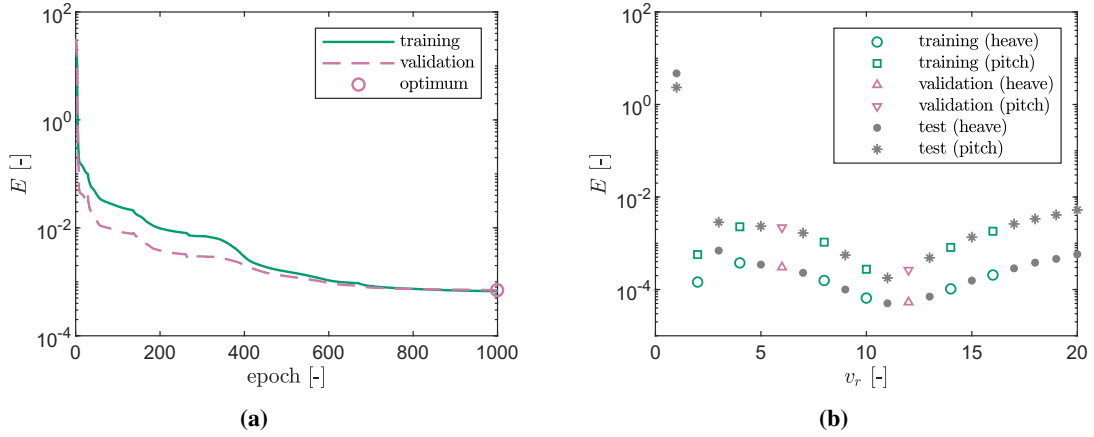 10^2
10^0
10^-2
10^-4
E [-]
0
200
400
600
800
1000
epoch [-]
training
validation
optimum
(a)
10^2
10^0
10^-2
10^-4
E [-]
0
5
10
15
20
v_r [-]
training (heave)
training (pitch)
validation (heave)
validation (pitch)
test (heave)
test (pitch)
(b)